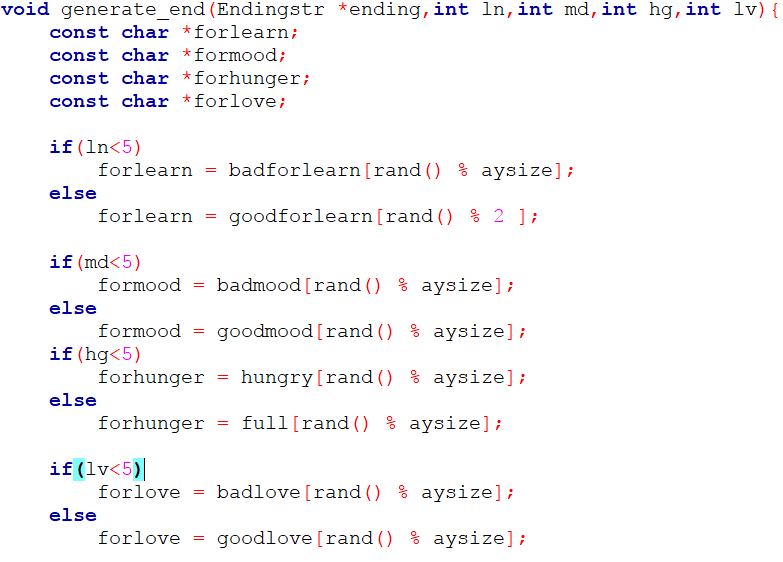 void generate_end(Endingstr *ending,int ln,int md,int hg,int lv){
    const char *forlearn;
    const char *formood;
    const char *forhunger;
    const char *forlove;

    if(ln<5)
        forlearn = badforlearn[rand() % aysize];
    else
        forlearn = goodforlearn[rand() % 2 ];

    if(md<5)
        formood = badmood[rand() % aysize];
    else
        formood = goodmood[rand() % aysize];
    if(hg<5)
        forhunger = hungry[rand() % aysize];
    else
        forhunger = full[rand() % aysize];

    if(lv<5)
        forlove = badlove[rand() % aysize];
    else
        forlove = goodlove[rand() % aysize];